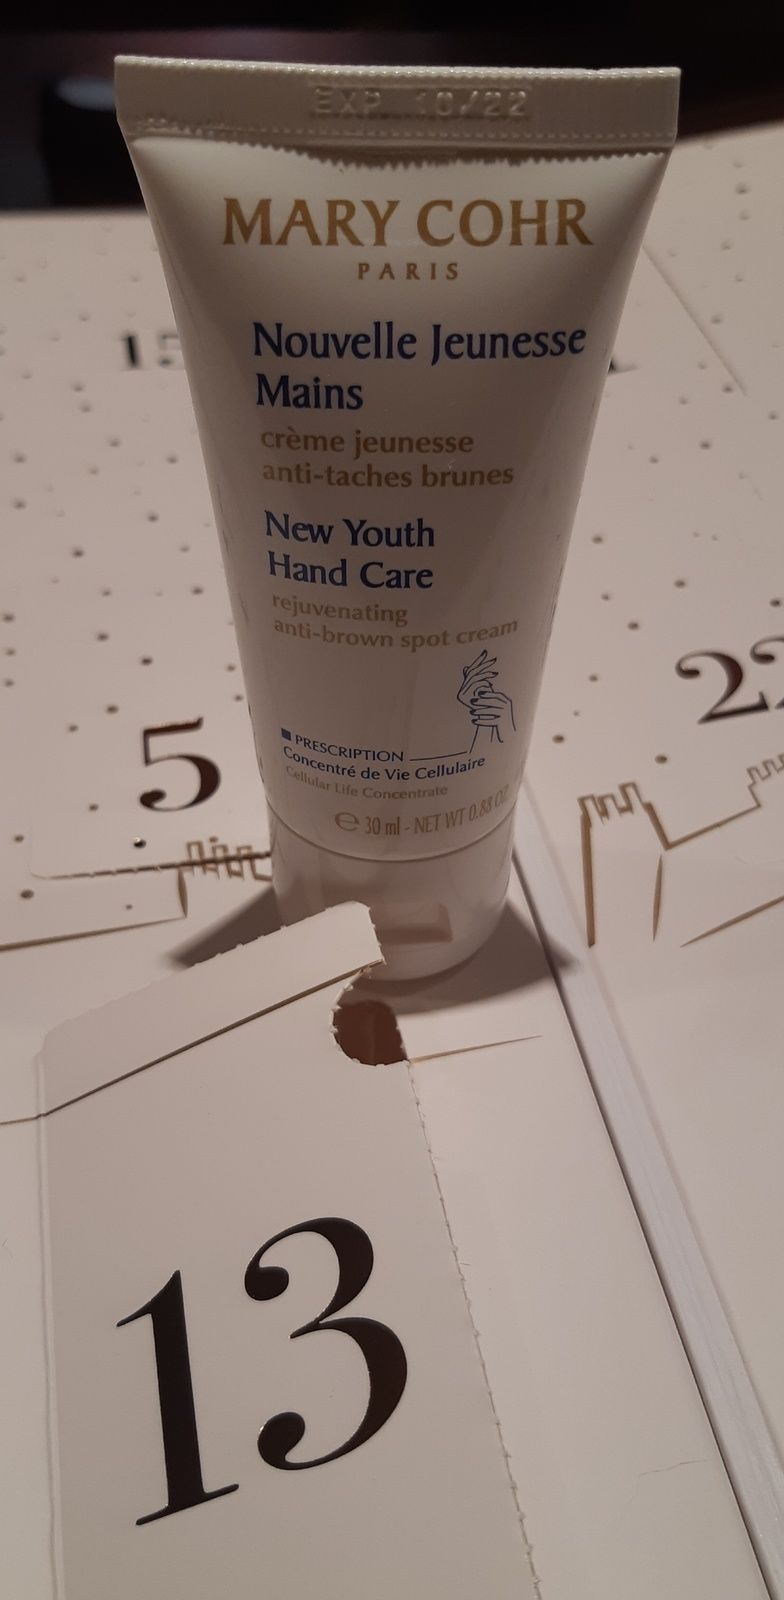 EXP 10/22
MARY COHR
PARIS
Nouvelle Jeunesse
Mains
crème jeunesse
anti-taches brunes
New Youth
Hand Care
rejuvenating
anti-brown spot cream
PRESCRIPTION
Concentré de Vie Cellulaire
Cellular Life Concentrate
℮ 30 ml - NET WT 0.88 OZ
15
5
22
13